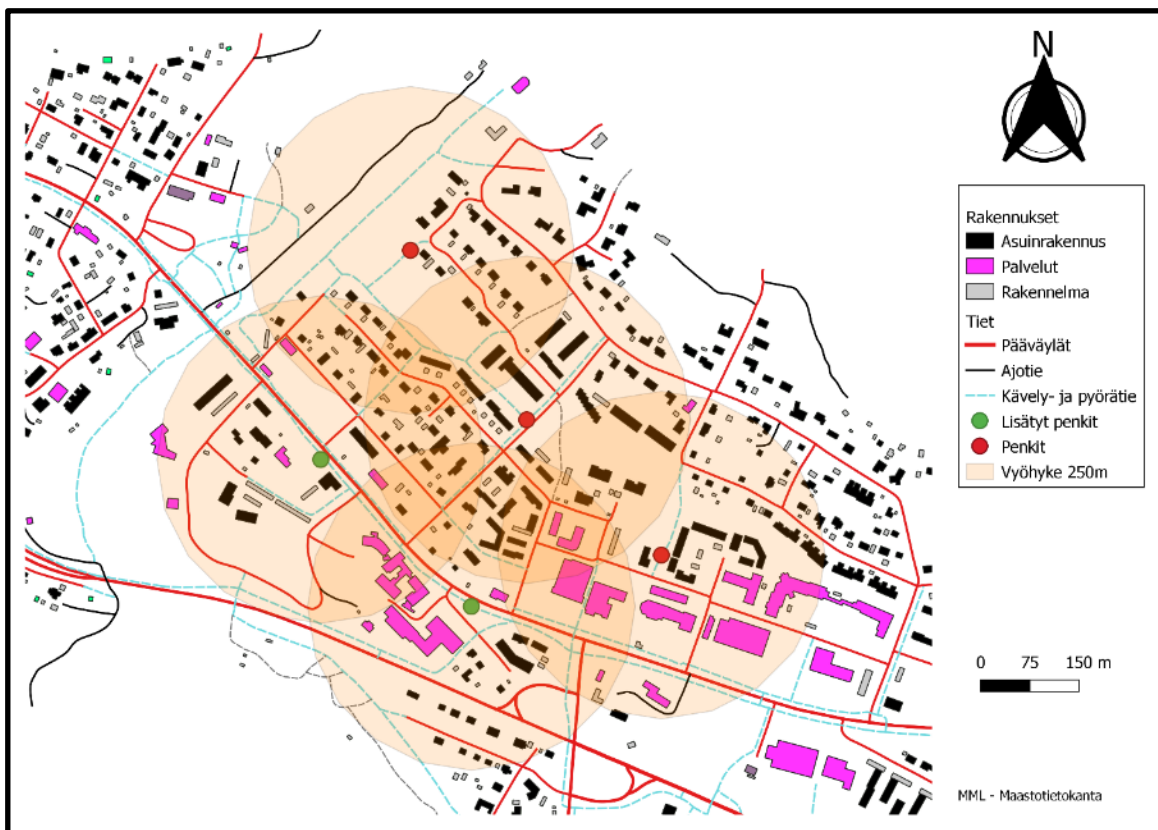 N
Rakennukset
Asuinrakennus
Palvelut
Rakennelma
Tiet
Pääväylät
Ajotie
Kävely- ja pyörätie
Lisätyt penkit
Penkit
Vyöhyke 250m
0 75 150 m
MML - Maastotietokanta